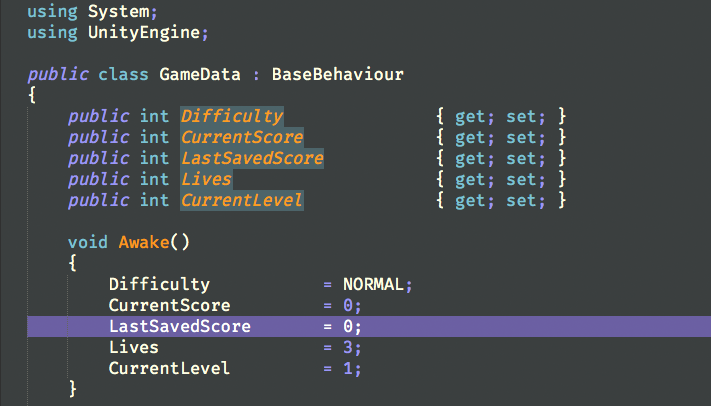 using System;
using UnityEngine;
public class GameData : BaseBehaviour
{
public int Difficulty { get; set; }
public int CurrentScore { get; set; }
public int LastSavedScore { get; set; }
public int Lives { get; set; }
public int CurrentLevel { get; set; }
void Awake()
{
Difficulty = NORMAL;
CurrentScore = 0;
LastSavedScore = 0;
Lives = 3;
CurrentLevel = 1;
}